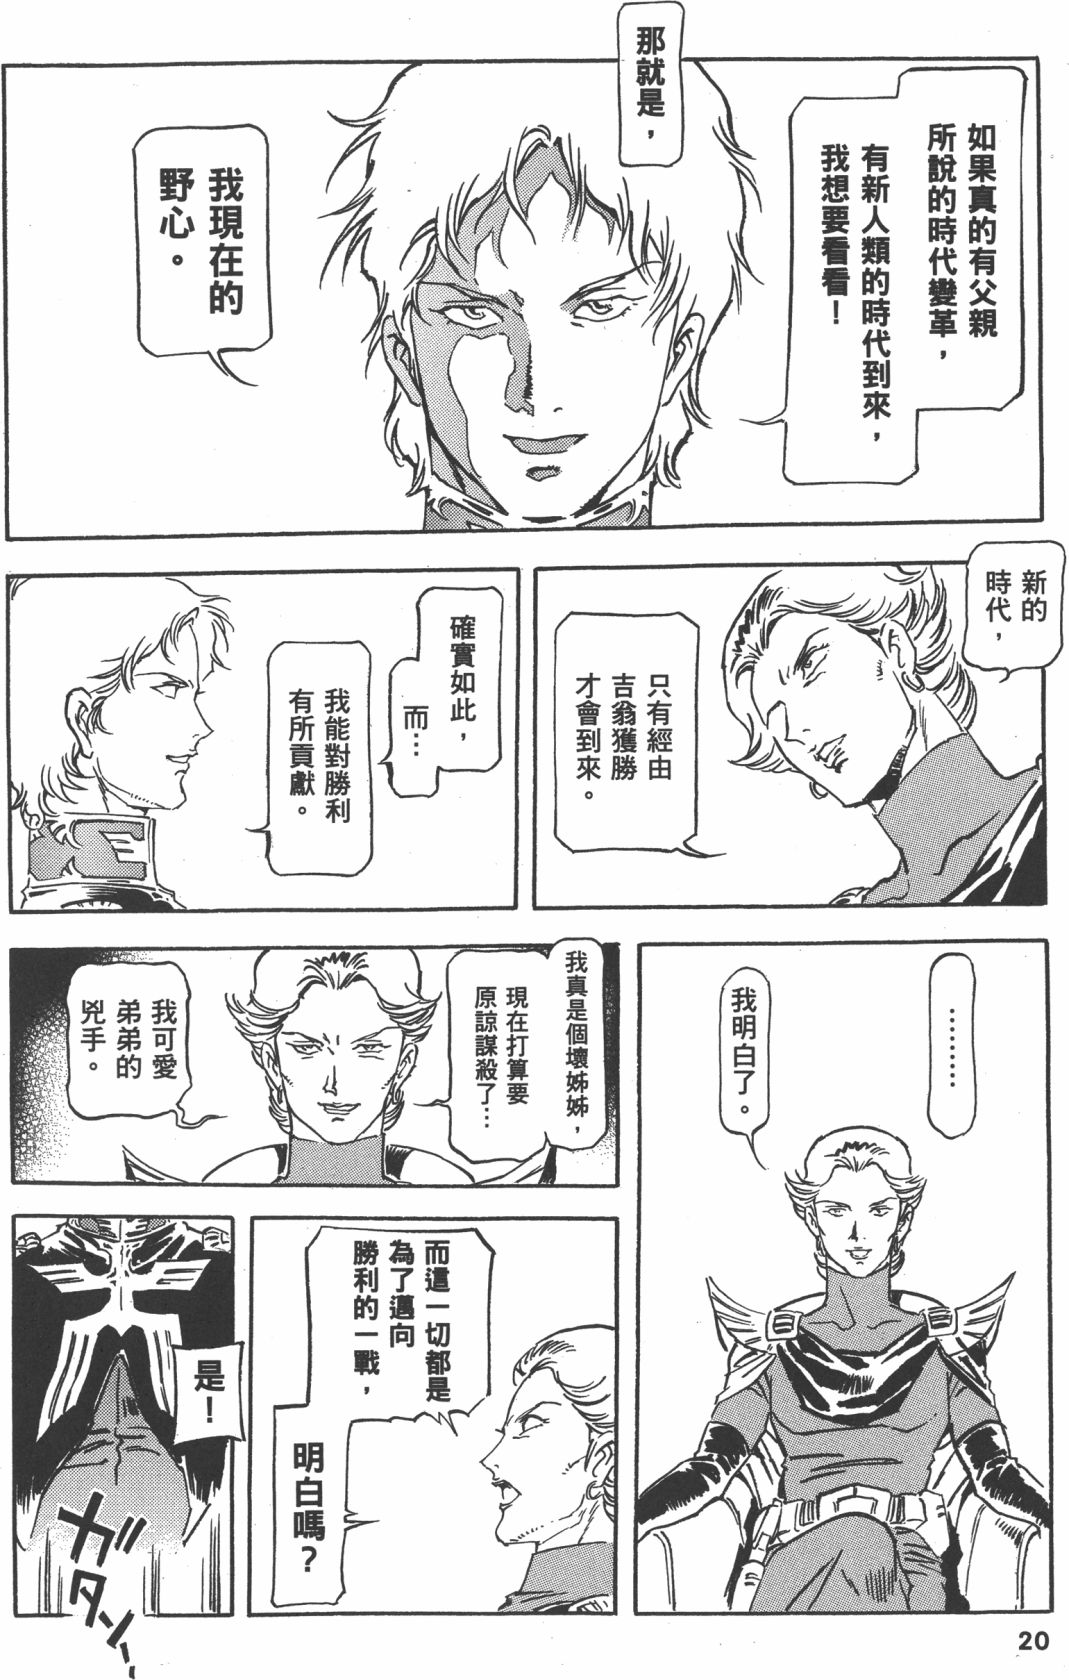 如果真的有父親
所說的時代變革，
有新人類的時代到來，
我想要看看！
那就是，
我現在的
野心。
新的
時代，
只有經由
吉翁獲勝
才會到來。
確實如此，
而…
我能對勝利
有所貢獻。
………
我明白了。
我真是個壞姊姊，
現在打算要
原諒謀殺了…
我可愛
弟弟的
兇手。
而這一切都是
為了邁向
勝利的一戰，
明白嗎？
是！
ガタン
20